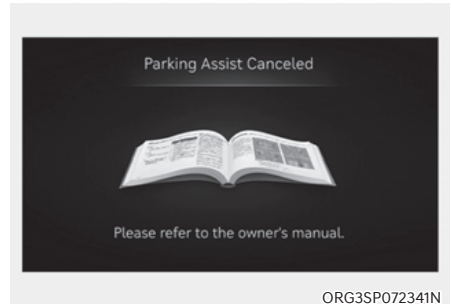 Parking Assist Canceled
Please refer to the owner's manual.
ORG3SP072341N